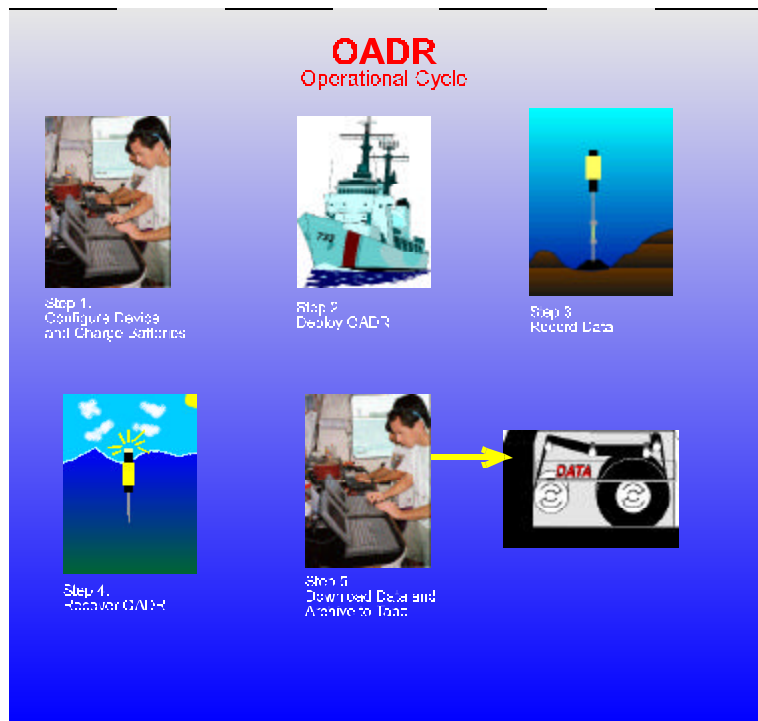 OADR
Operational Cycle
Step 1.
Configure Device
and Charge Batteries
Step 2
Deploy OADR
Step 3
Record Data
Step 4.
Recover OADR
Step 5
Download Data and
Archive to Tape
DATA